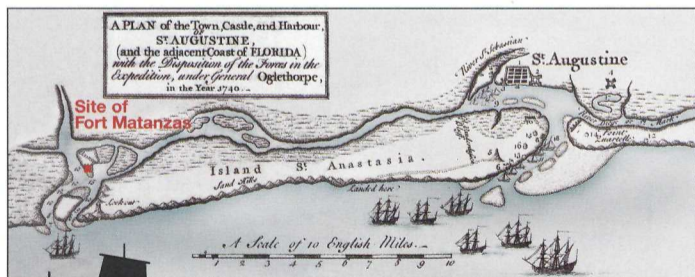 A PLAN of the Town, Castle, and Harbour,
OF
St. AUGUSTINE,
(and the adjacent Coast of FLORIDA)
with the Disposition of the Forces in the
Expedition, under General Oglethorpe,
in the Year 1740.
River St. Sebastian
St. Augustine
Site of
Fort Matanzas
Point
Quartell
12
Island St. Anastasia.
Sand Hills
Landed here
Lookout
A Scale of 10 English Miles.
1 2 3 4 5 6 7 8 9 10